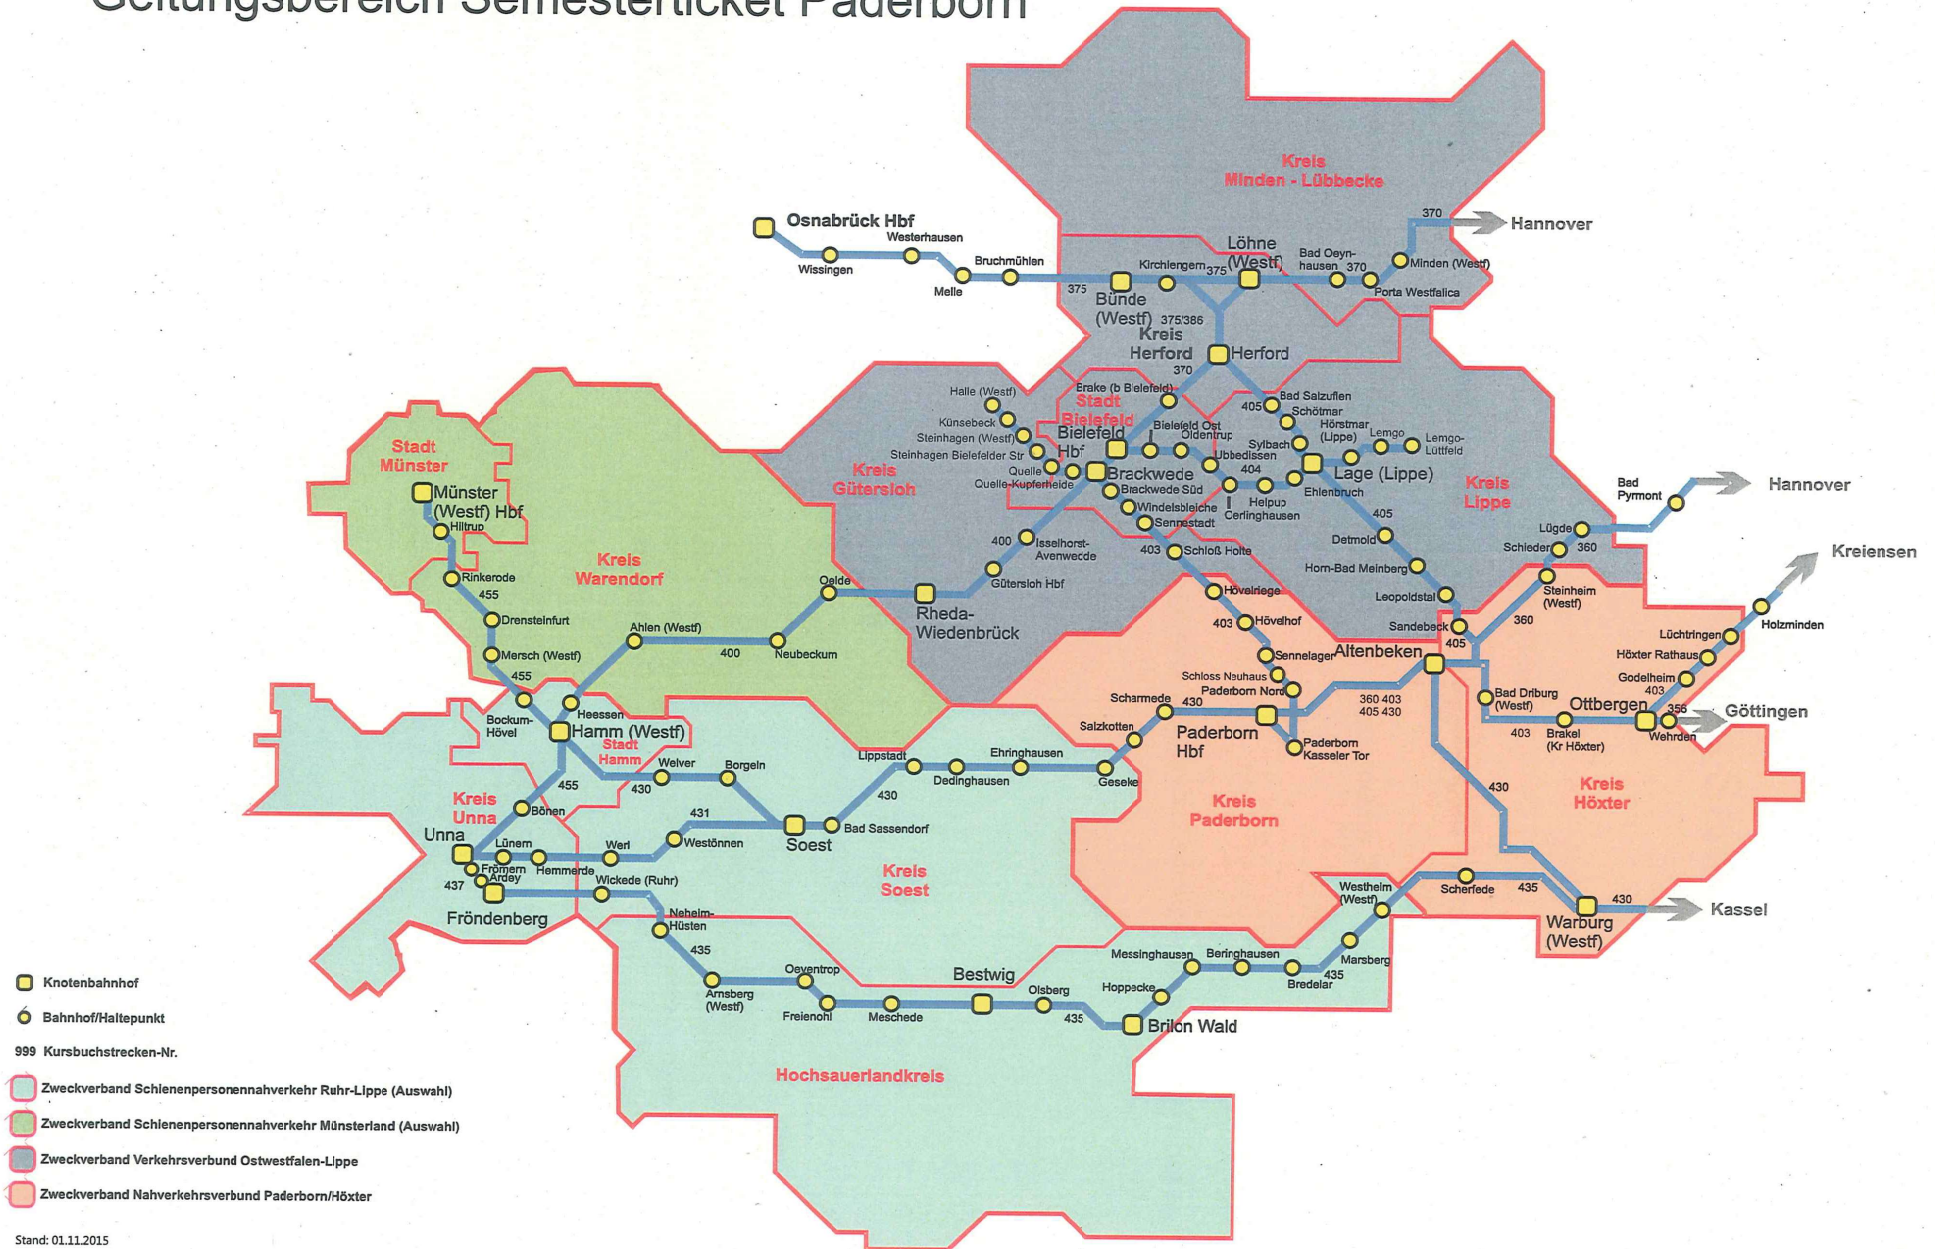 Geltungsbereich Semesterticket Paderborn
Kreis
Minden - Lübbecke
Osnabrück Hbf
Wissingen
Westerhausen
Melle
Bruchmühlen
375
Bünde
(Westf)
Kirchlengern
375
Löhne
(Westf)
Bad Oeyn-
hausen
370
Porta Westfalica
Minden (Westf)
370
Hannover
375/386
Kreis
Herford
Herford
370
Brake (b Bielefeld)
Stadt
Bielefeld
Bielefeld
Hbf
Bielefeld Ost
Oldentrup
Ubbedissen
404
Oerlinghausen
Helpup
Ehlenbruch
405
Bad Salzuflen
Schötmar
Sylbach
Hörstmar
(Lippe)
Lemgo
Lemgo-
Lüttfeld
Lage (Lippe)
Kreis
Lippe
Halle (Westf)
Künsebeck
Steinhagen (Westf)
Steinhagen Bielefelder Str
Quelle
Quelle-Kupferheide
Brackwede
Brackwede Süd
Windelsbleiche
Sennestadt
403
Schloß Holte
Kreis
Gütersloh
400
Isselhorst-
Avenwedde
Gütersloh Hbf
Rheda-
Wiedenbrück
Stadt
Münster
Münster
(Westf) Hbf
Hiltrup
Rinkerode
455
Drensteinfurt
Mersch (Westf)
455
Bockum-
Hövel
Kreis
Warendorf
Oelde
Neubeckum
400
Ahlen (Westf)
Heessen
Hamm (Westf)
Stadt
Hamm
405
Detmold
Horn-Bad Meinberg
Leopoldstal
Sandebeck
405
Bad
Pyrmont
Hannover
Lügde
360
Schieder
Steinheim
(Westf)
360
Kreiensen
Holzminden
Lüchtringen
Höxter Rathaus
Godelheim
403
Ottbergen
356
Göttingen
Wehrden
Brakel
(Kr Höxter)
403
Bad Driburg
(Westf)
Altenbeken
360 403
405 430
Hövelriege
403
Hövelhof
Sennelager
Schloss Neuhaus
Paderborn Nord
Paderborn
Hbf
Paderborn
Kasseler Tor
430
Scharmede
Salzkotten
Geseke
Ehringhausen
Dedinghausen
Lippstadt
430
Bad Sassendorf
Soest
Borgeln
Welver
430
455
Bönen
Kreis
Unna
Unna
Lünern
Hemmerde
Werl
Westönnen
431
Frömern
Ardey
437
Fröndenberg
Wickede (Ruhr)
Neheim-
Hüsten
435
Arnsberg
(Westf)
Oeventrop
Freienohl
Meschede
Bestwig
Olsberg
435
Brilon Wald
Hoppecke
Messinghausen
Beringhausen
Bredelar
435
Marsberg
Westheim
(Westf)
Scherfede
435
Warburg
(Westf)
430
Kassel
430
Kreis
Höxter
Kreis
Paderborn
Kreis
Soest
Hochsauerlandkreis
Knotenbahnhof
Bahnhof/Haltepunkt
999 Kursbuchstrecken-Nr.
Zweckverband Schienenpersonennahverkehr Ruhr-Lippe (Auswahl)
Zweckverband Schienenpersonennahverkehr Münsterland (Auswahl)
Zweckverband Verkehrsverbund Ostwestfalen-Lippe
Zweckverband Nahverkehrsverbund Paderborn/Höxter
Stand: 01.11.2015